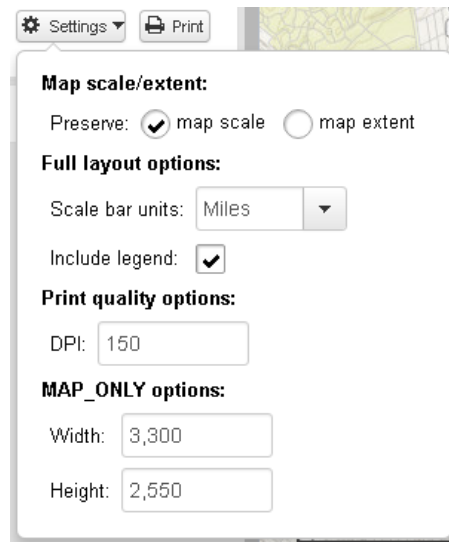 Settings Print
Map scale/extent:
Preserve: map scale map extent
Full layout options:
Scale bar units: Miles
Include legend:
Print quality options:
DPI: 150
MAP_ONLY options:
Width: 3,300
Height: 2,550